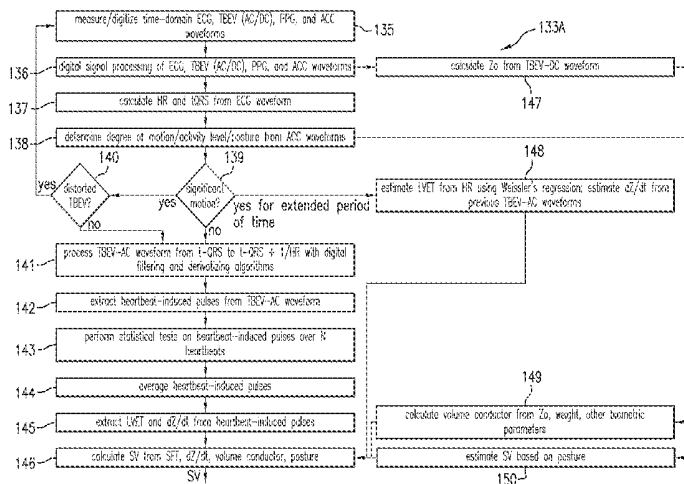 measure/digitize time-domain ECG, TBEV (AC/DC), PPG, and ACC
waveforms
135
133A
136
digital signal processing of ECG, TBEV (AC/DC), PPG, and ACC waveforms
calculate Zo from TBEV-DC waveform
147
137
calculate HR and tQRS from ECG waveform
138
determine degree of motion/activity level/posture from ACC waveforms
140
139
148
yes
distorted
TBEV?
yes
significant
motion?
yes for extended period
of time
estimate LVET from HR using Weissler's regression; estimate dZ/dt from
previous TBEV-AC waveforms
no
no
141
process TBEV-AC waveform from t-QRS to t-QRS + 1/HR with digital
filtering and derivatizing algorithms
142
extract heartbeat-induced pulses from TBEV-AC waveform
143
perform statistical tests on heartbeat-induced pulses over N
heartbeats
144
average heartbeat-induced pulses
149
145
extract LVET and dZ/dt from heartbeat-induced pulses
calculate volume conductor from Zo, weight, other biometric
parameters
146
calculate SV from SFT, dZ/dt, volume conductor, posture
estimate SV based on posture
SV
150